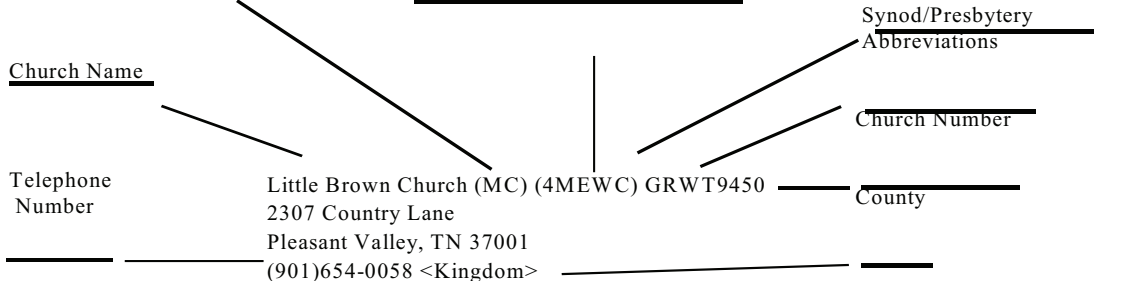 Synod/Presbytery
Abbreviations
Church Name
Church Number
Telephone
Number
Little Brown Church (MC) (4MEWC) GRWT9450
County
2307 Country Lane
Pleasant Valley, TN 37001
(901)654-0058 <Kingdom>